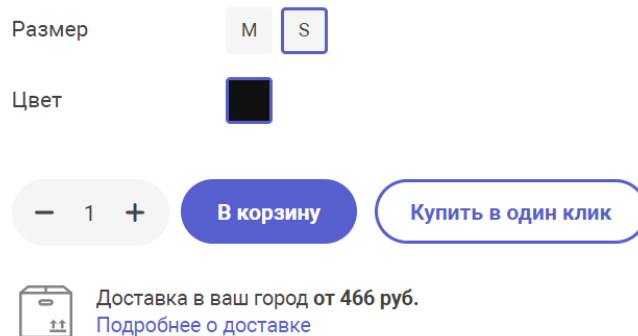 Размер M S
Цвет
1 В корзину Купить в один клик
Доставка в ваш город от 466 руб.
Подробнее о доставке